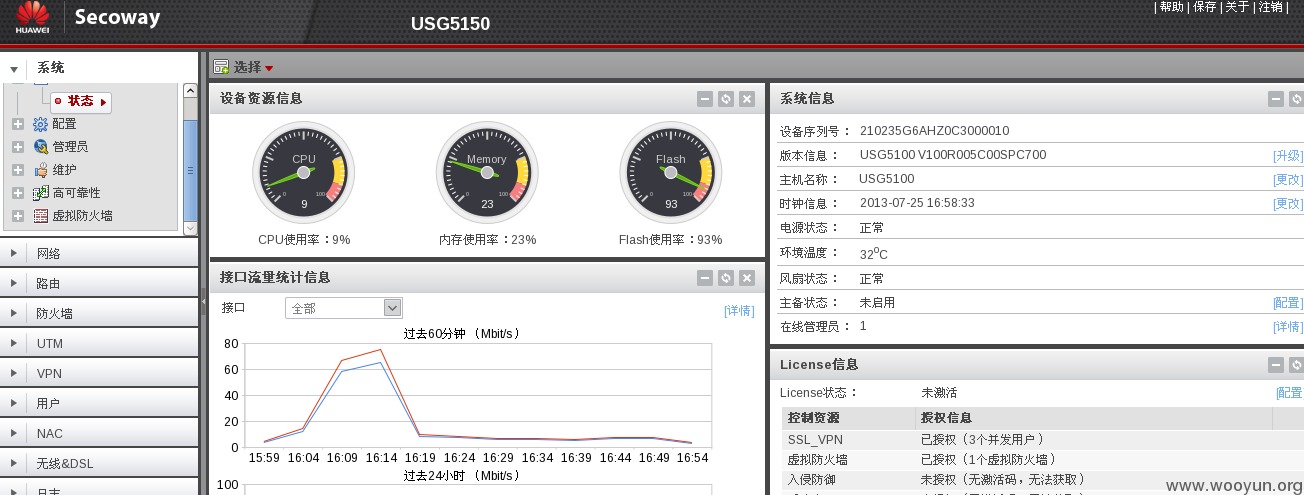 HUAWEI
Secoway
USG5150
| 帮助 | 保存 | 关于 | 注销 |
系统
状态
配置
管理员
维护
高可靠性
虚拟防火墙
网络
路由
防火墙
UTM
VPN
用户
NAC
无线&DSL
日志
选择
设备资源信息
CPU
0
100
9
Memory
0
100
23
Flash
0
100
93
CPU使用率：9%
内存使用率：23%
Flash使用率：93%
接口流量统计信息
接口
全部
[详情]
过去60分钟 （Mbit/s）
80
60
40
20
0
15:59 16:04 16:09 16:14 16:19 16:24 16:29 16:34 16:39 16:44 16:49 16:54
过去24小时 （Mbit/s）
100
系统信息
设备序列号： 210235G6AHZ0C3000010
版本信息： USG5100 V100R005C00SPC700 [升级]
主机名称： USG5100 [更改]
时钟信息： 2013-07-25 16:58:33 [更改]
电源状态： 正常
环境温度： 32⁰C
风扇状态： 正常
主备状态： 未启用 [配置]
在线管理员： 1 [详情]
License信息
License状态： 未激活 [配置]
控制资源 授权信息
SSL_VPN 已授权（3个并发用户）
虚拟防火墙 已授权（1个虚拟防火墙）
入侵防御 未授权（无激活码，无法获取）
www.wooyun.org